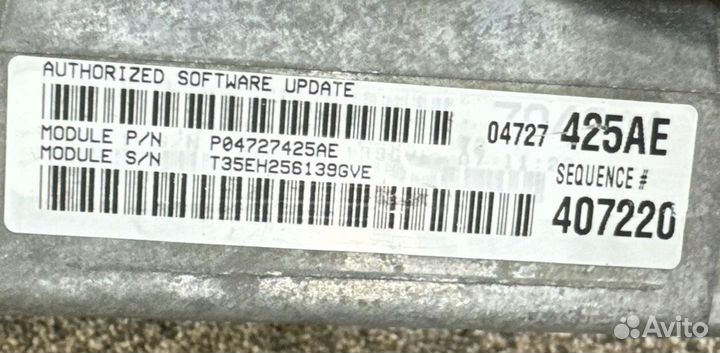 AUTHORIZED SOFTWARE UPDATE
04727 425AE
MODULE P/N P04727425AE
MODULE S/N T35EH256139GVE
SEQUENCE #
407220
Avito